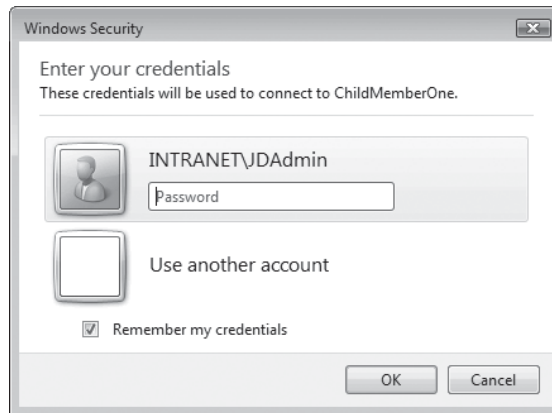 Windows Security
Enter your credentials
These credentials will be used to connect to ChildMemberOne.
INTRANET\JDAdmin
Password
Use another account
Remember my credentials
OK
Cancel